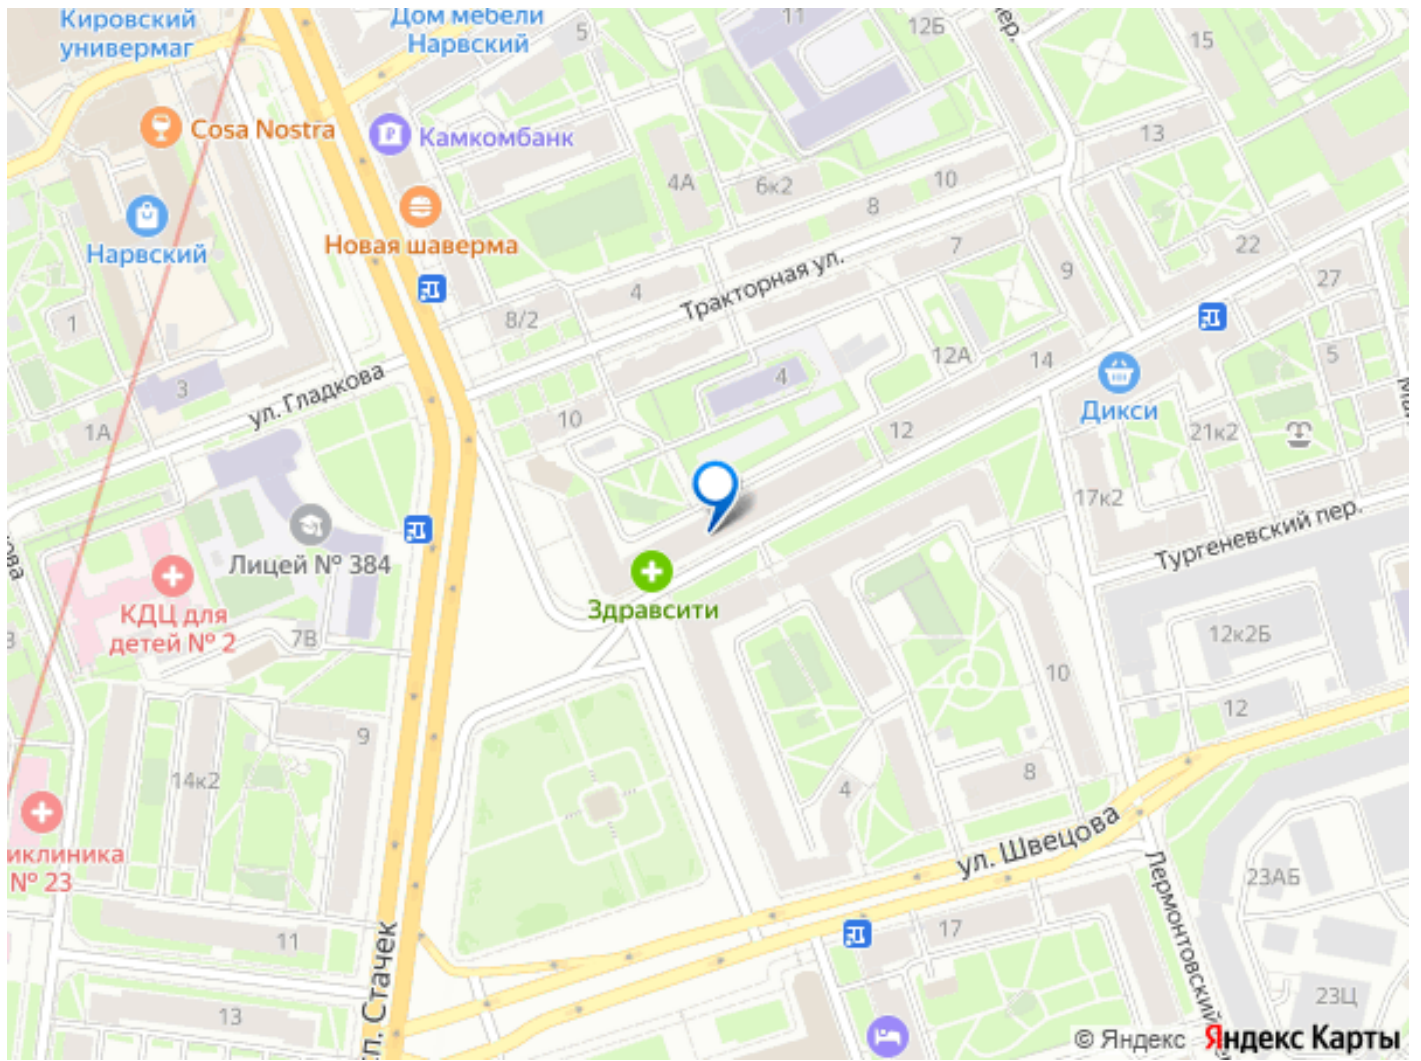 Кировский
универмаг
Дом мебели
Нарвский
5
11
12Б
пер.
15
Cosa Nostra
Камкомбанк
13
4А
6к2
8
10
Нарвский
Новая шаверма
7
22
9
27
1
8/2
4
Тракторная ул.
12А
14
5
3
ул. Гладкова
4
Дикси
1А
10
12
21к2
17к2
Лицей № 384
Тургеневский пер.
КДЦ для
детей № 2
7В
Здравсити
12к2Б
10
12
9
14к2
4
8
ул. Швецова
иклиника
№ 23
23АБ
11
17
Лермонтовский
пр. Стачек
13
23Ц
© Яндекс Яндекс Карты